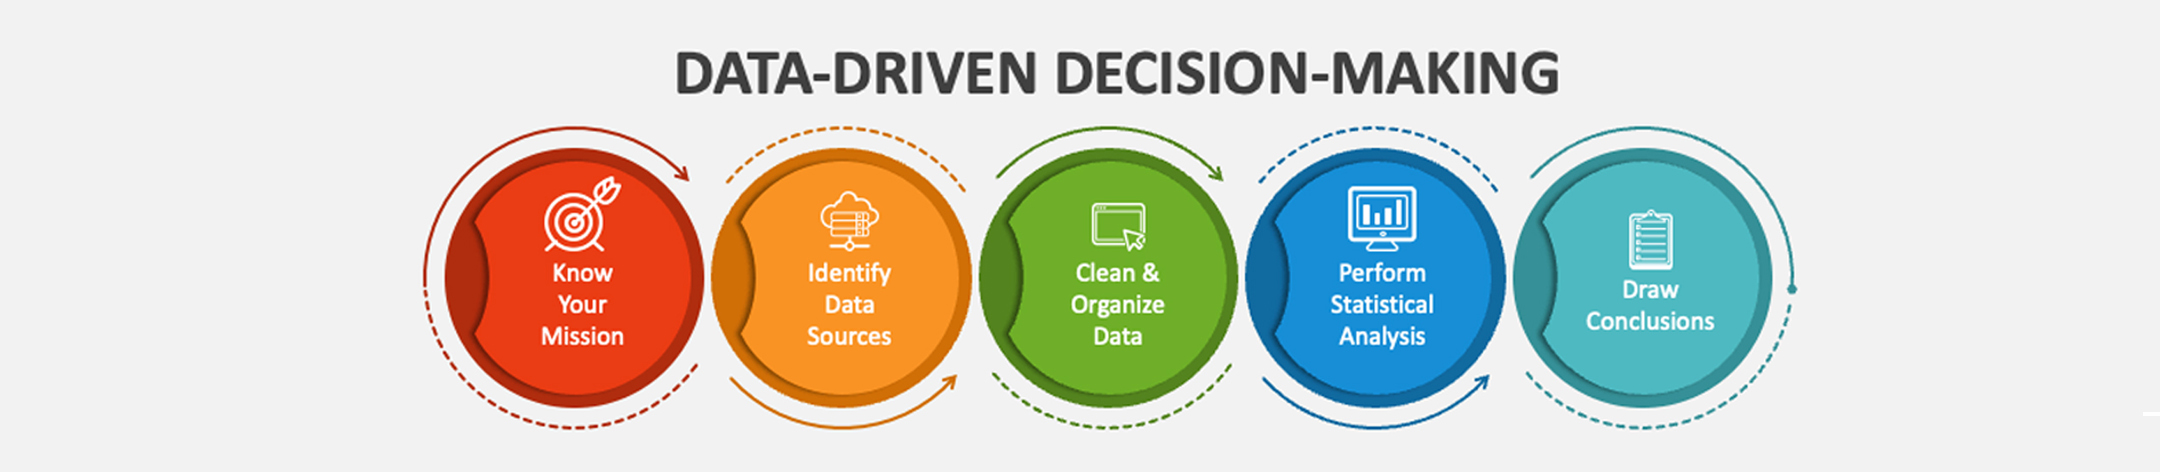 DATA-DRIVEN DECISION-MAKING
Know
Your
Mission
Identify
Data
Sources
Clean &
Organize
Data
Perform
Statistical
Analysis
Draw
Conclusions